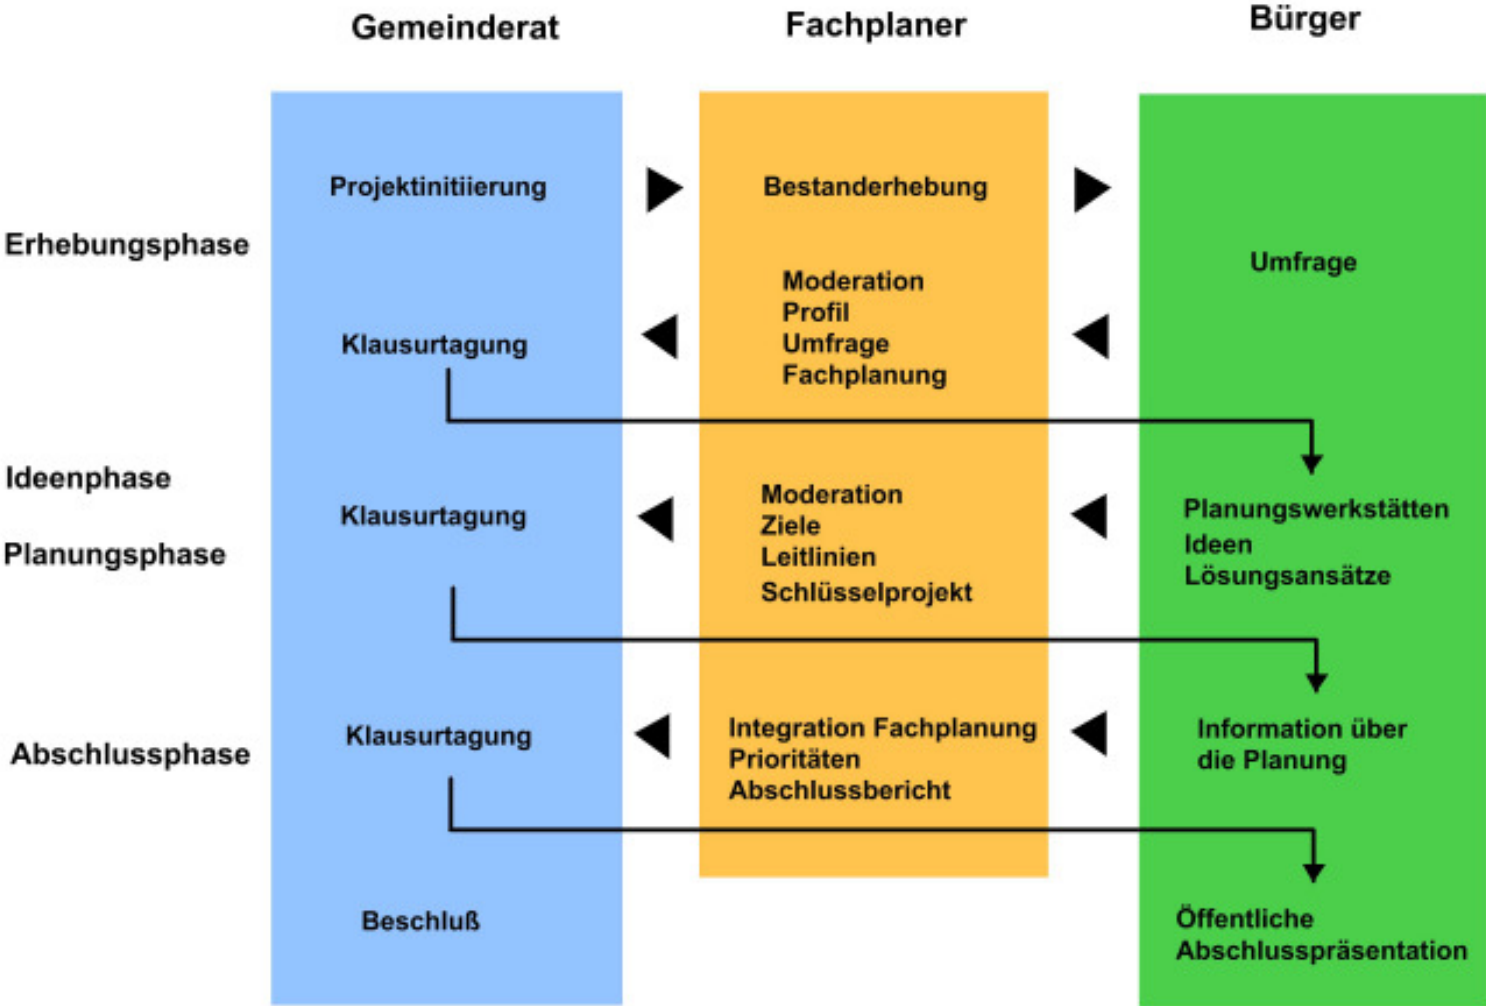 Gemeinderat
Fachplaner
Bürger
Projektinitiierung
Bestanderhebung
Erhebungsphase
Umfrage
Moderation
Profil
Umfrage
Fachplanung
Klausurtagung
Ideenphase
Planungsphase
Klausurtagung
Moderation
Ziele
Leitlinien
Schlüsselprojekt
Planungswerkstätten
Ideen
Lösungsansätze
Abschlussphase
Klausurtagung
Integration Fachplanung
Prioritäten
Abschlussbericht
Information über
die Planung
Beschluß
Öffentliche
Abschlusspräsentation